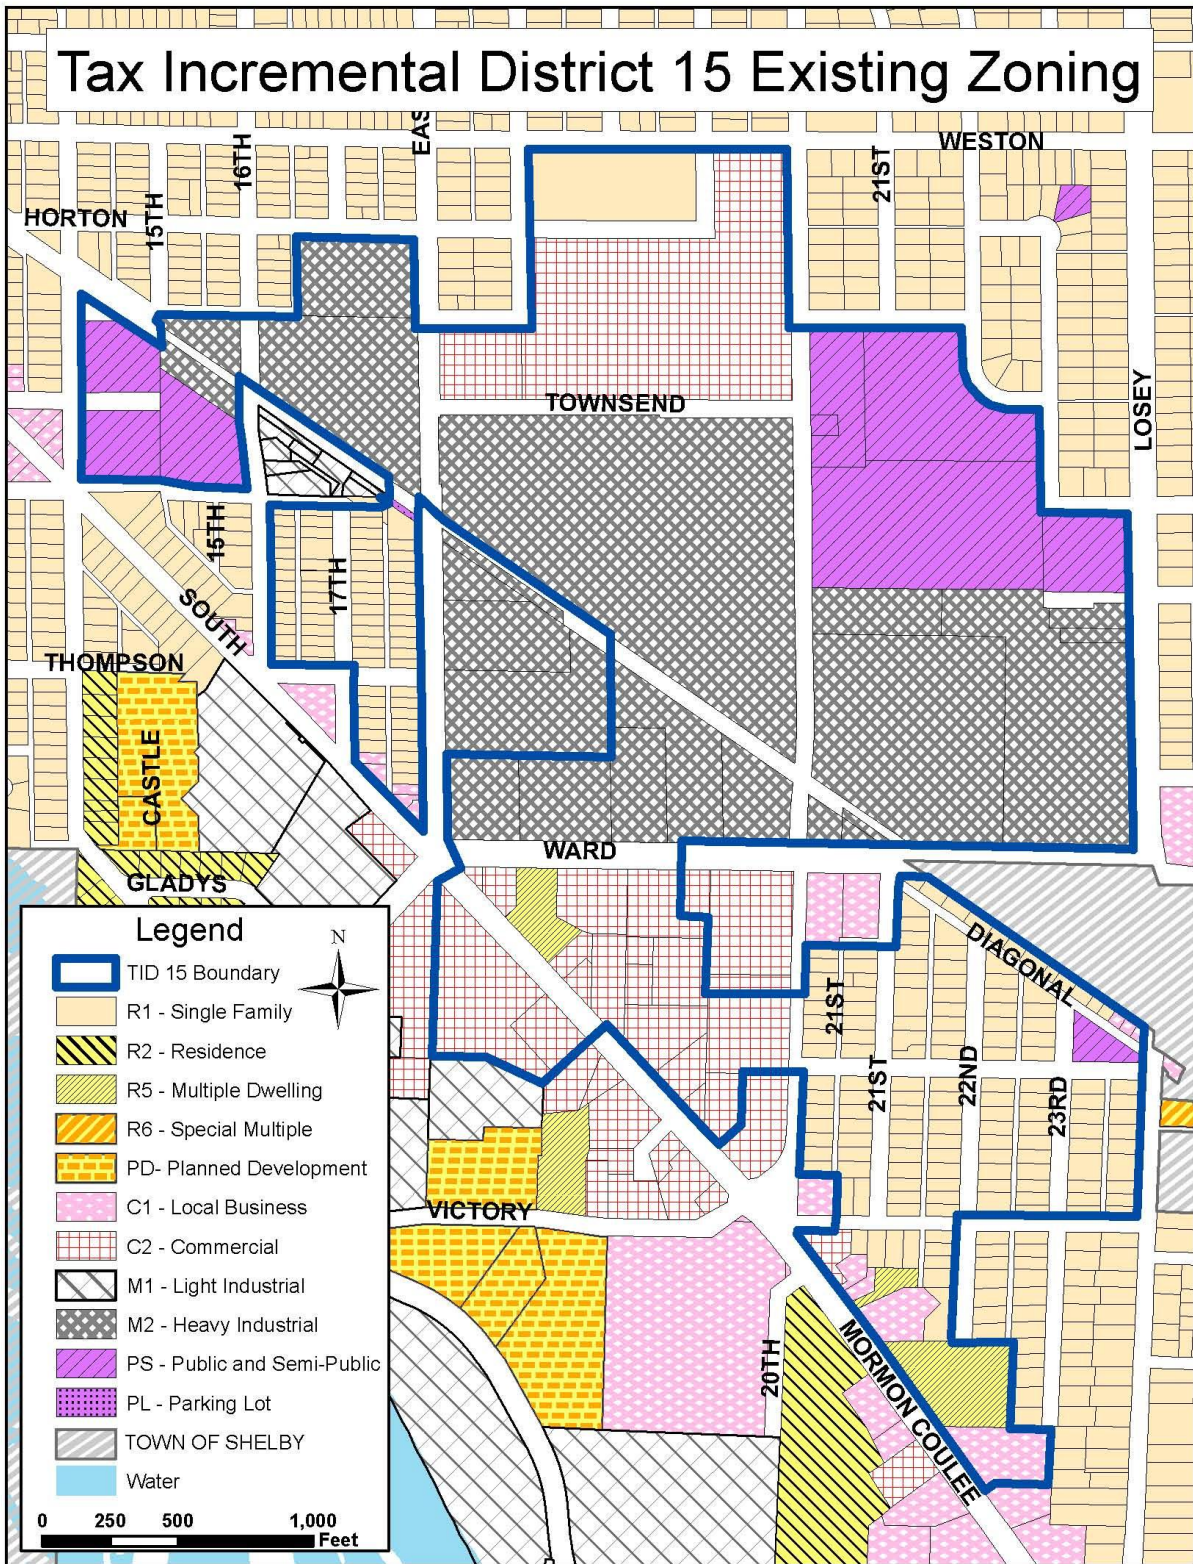 Tax Incremental District 15 Existing Zoning
EAS
16TH
15TH
HORTON
21ST
WESTON
TOWNSEND
LOSEY
15TH
17TH
SOUTH
THOMPSON
CASTLE
WARD
GLADYS
DIAGONAL
21ST
21ST
22ND
23RD
VICTORY
20TH
MORMON COULEE
Legend
N
TID 15 Boundary
R1 - Single Family
R2 - Residence
R5 - Multiple Dwelling
R6 - Special Multiple
PD- Planned Development
C1 - Local Business
C2 - Commercial
M1 - Light Industrial
M2 - Heavy Industrial
PS - Public and Semi-Public
PL - Parking Lot
TOWN OF SHELBY
Water
0 250 500 1,000
Feet